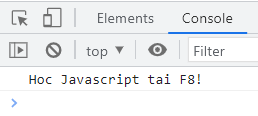 Elements Console
top Filter
Hoc Javascript tai F8!